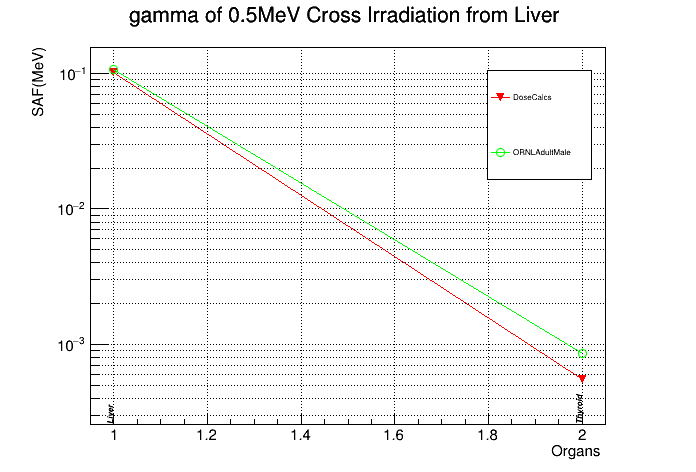 gamma of 0.5MeV Cross Irradiation from Liver
SAF(MeV)
10⁻¹
10⁻²
10⁻³
DoseCalcs
ORNLAdultMale
Liver
Thyroid
1 1.2 1.4 1.6 1.8 2
Organs